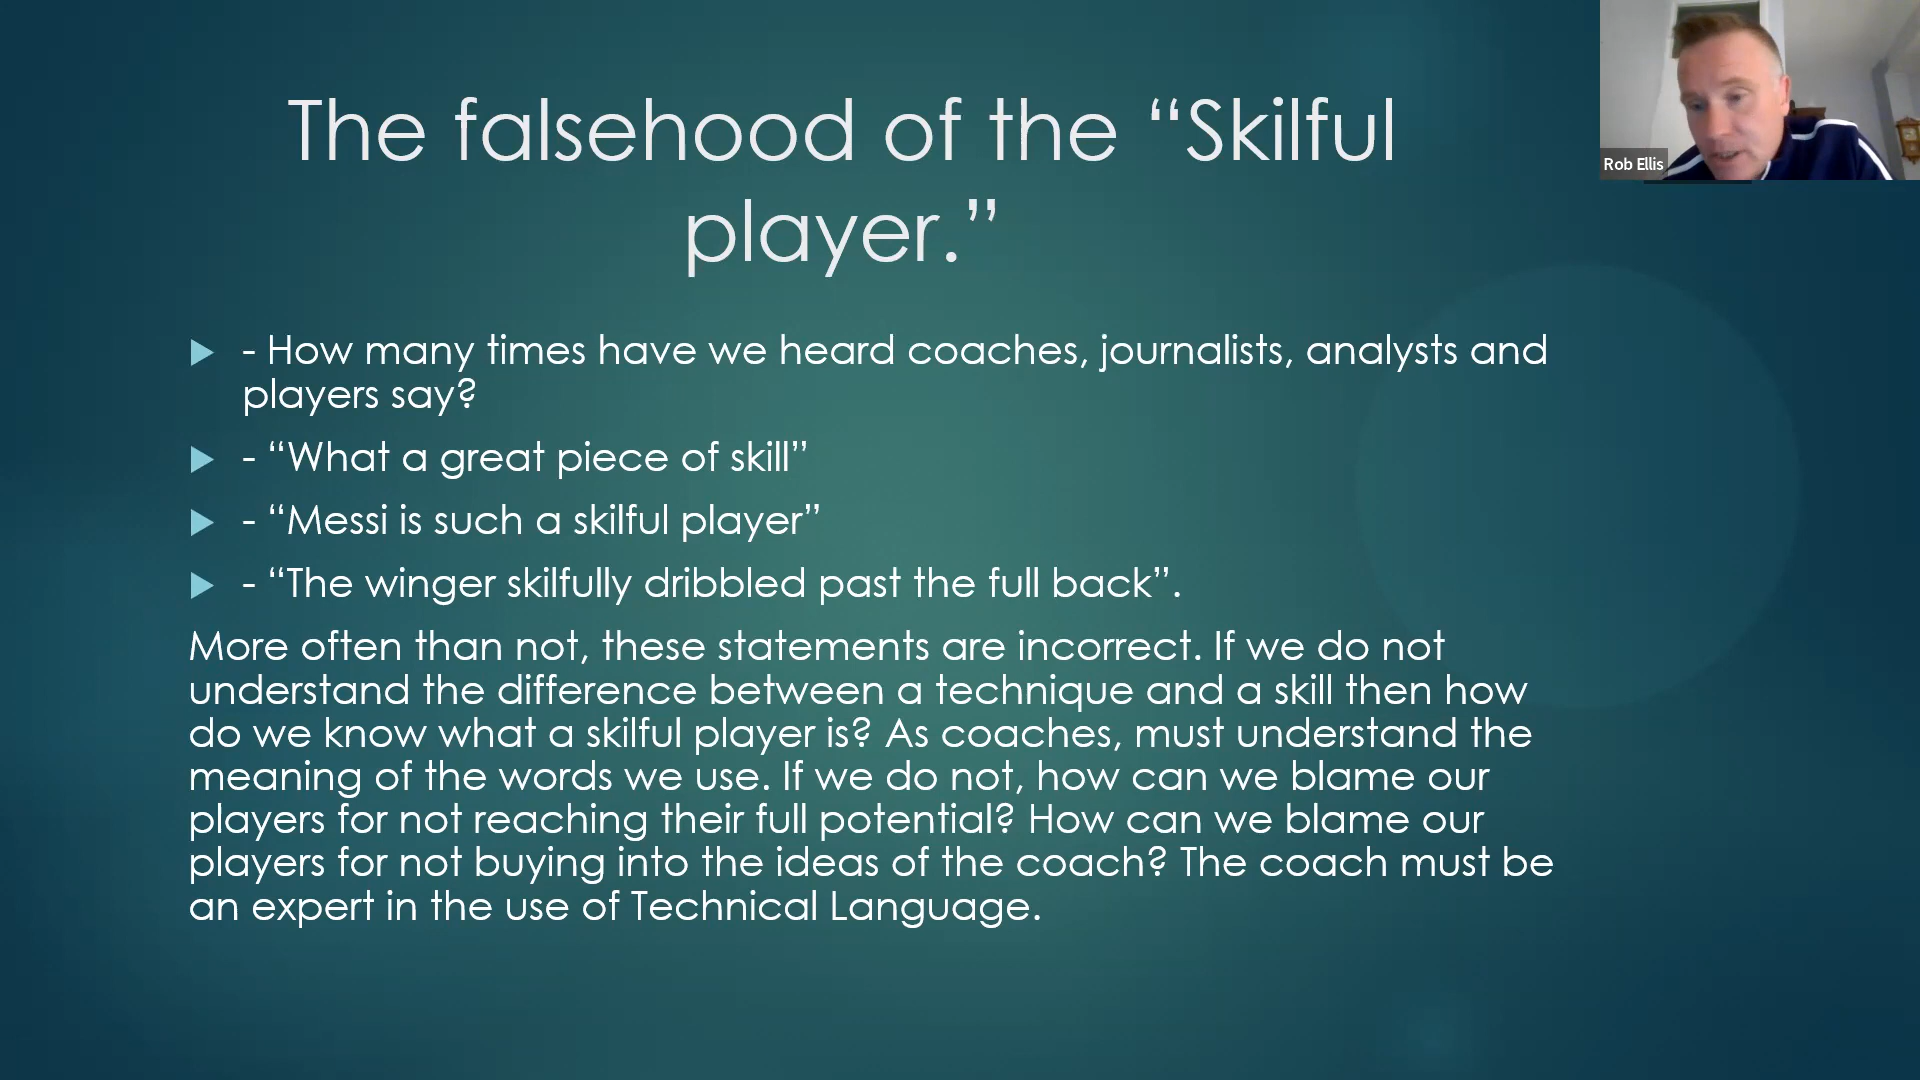 The falsehood of the “Skilful
player.”
Rob Ellis
- How many times have we heard coaches, journalists, analysts and
players say?
- “What a great piece of skill”
- “Messi is such a skilful player”
- “The winger skilfully dribbled past the full back”.
More often than not, these statements are incorrect. If we do not
understand the difference between a technique and a skill then how
do we know what a skilful player is? As coaches, must understand the
meaning of the words we use. If we do not, how can we blame our
players for not reaching their full potential? How can we blame our
players for not buying into the ideas of the coach? The coach must be
an expert in the use of Technical Language.